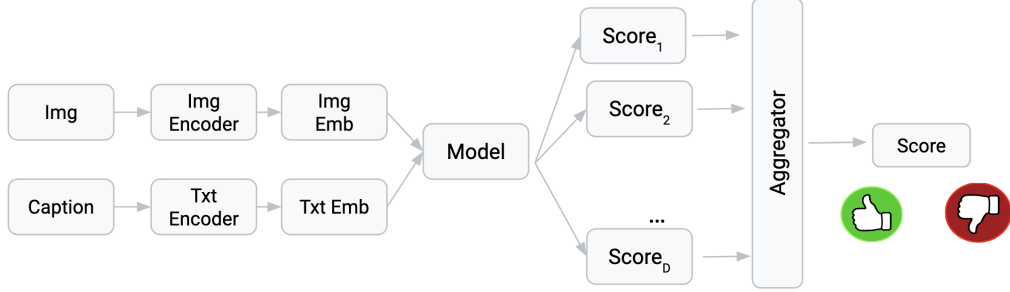 Img
Img
Encoder
Img
Emb
Caption
Txt
Encoder
Txt Emb
Model
Score1
Score2
...
ScoreD
Aggregator
Score